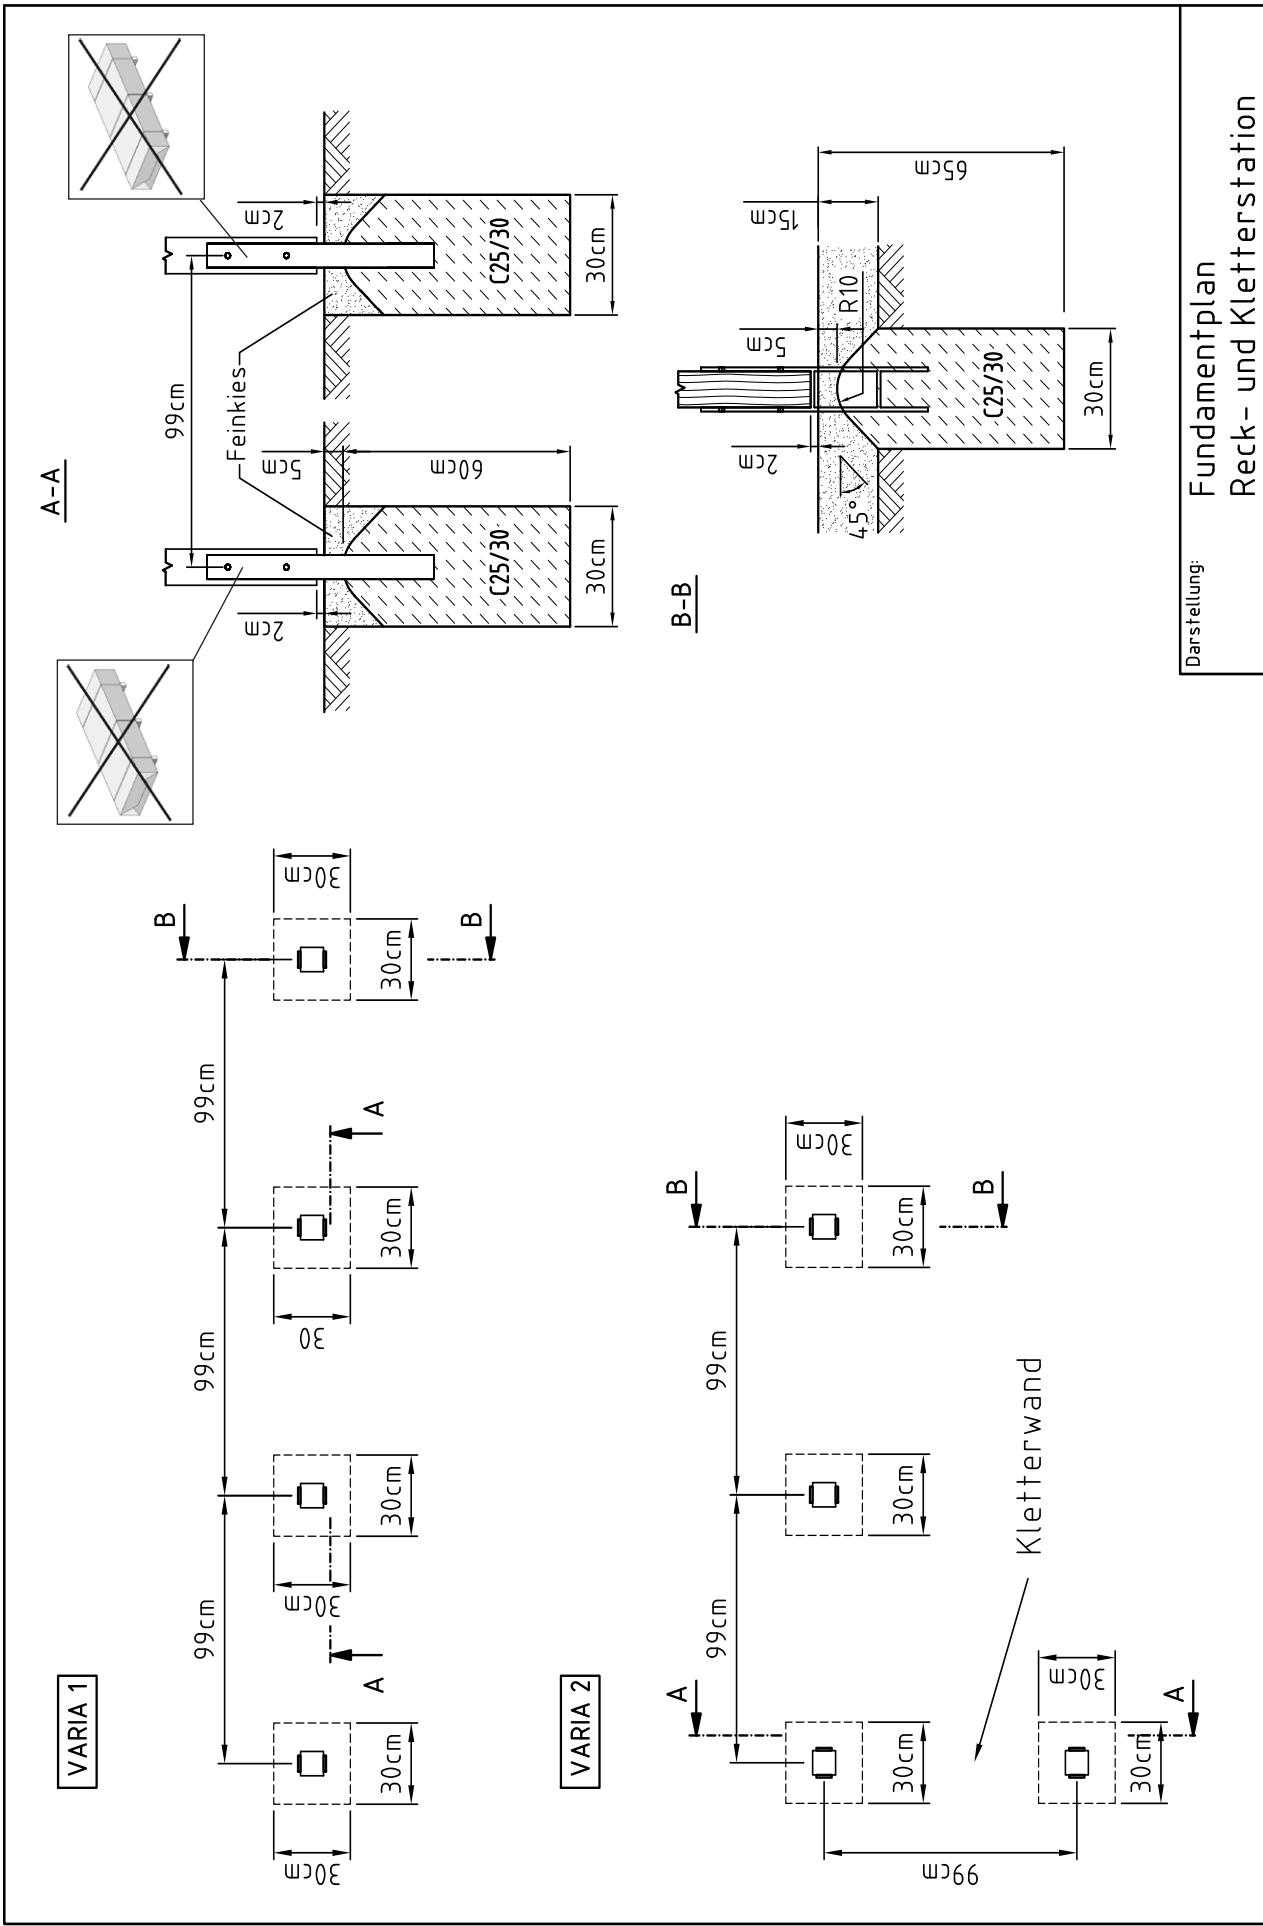 VARIA 1
99cm
99cm
99cm
B
B
A
A
30cm
30cm
30cm
30cm
30cm
30cm
30
30cm
VARIA 2
A
A
99cm
99cm
B
B
30cm
30cm
30cm
30cm
30cm
30cm
99cm
Kletterwand
A-A
99cm
Feinkies
2cm
2cm
5cm
60cm
C25/30
C25/30
30cm
30cm
B-B
2cm
5cm
15cm
65cm
45°
R10
C25/30
30cm
Darstellung:
Fundamentplan
Reck- und Kletterstation